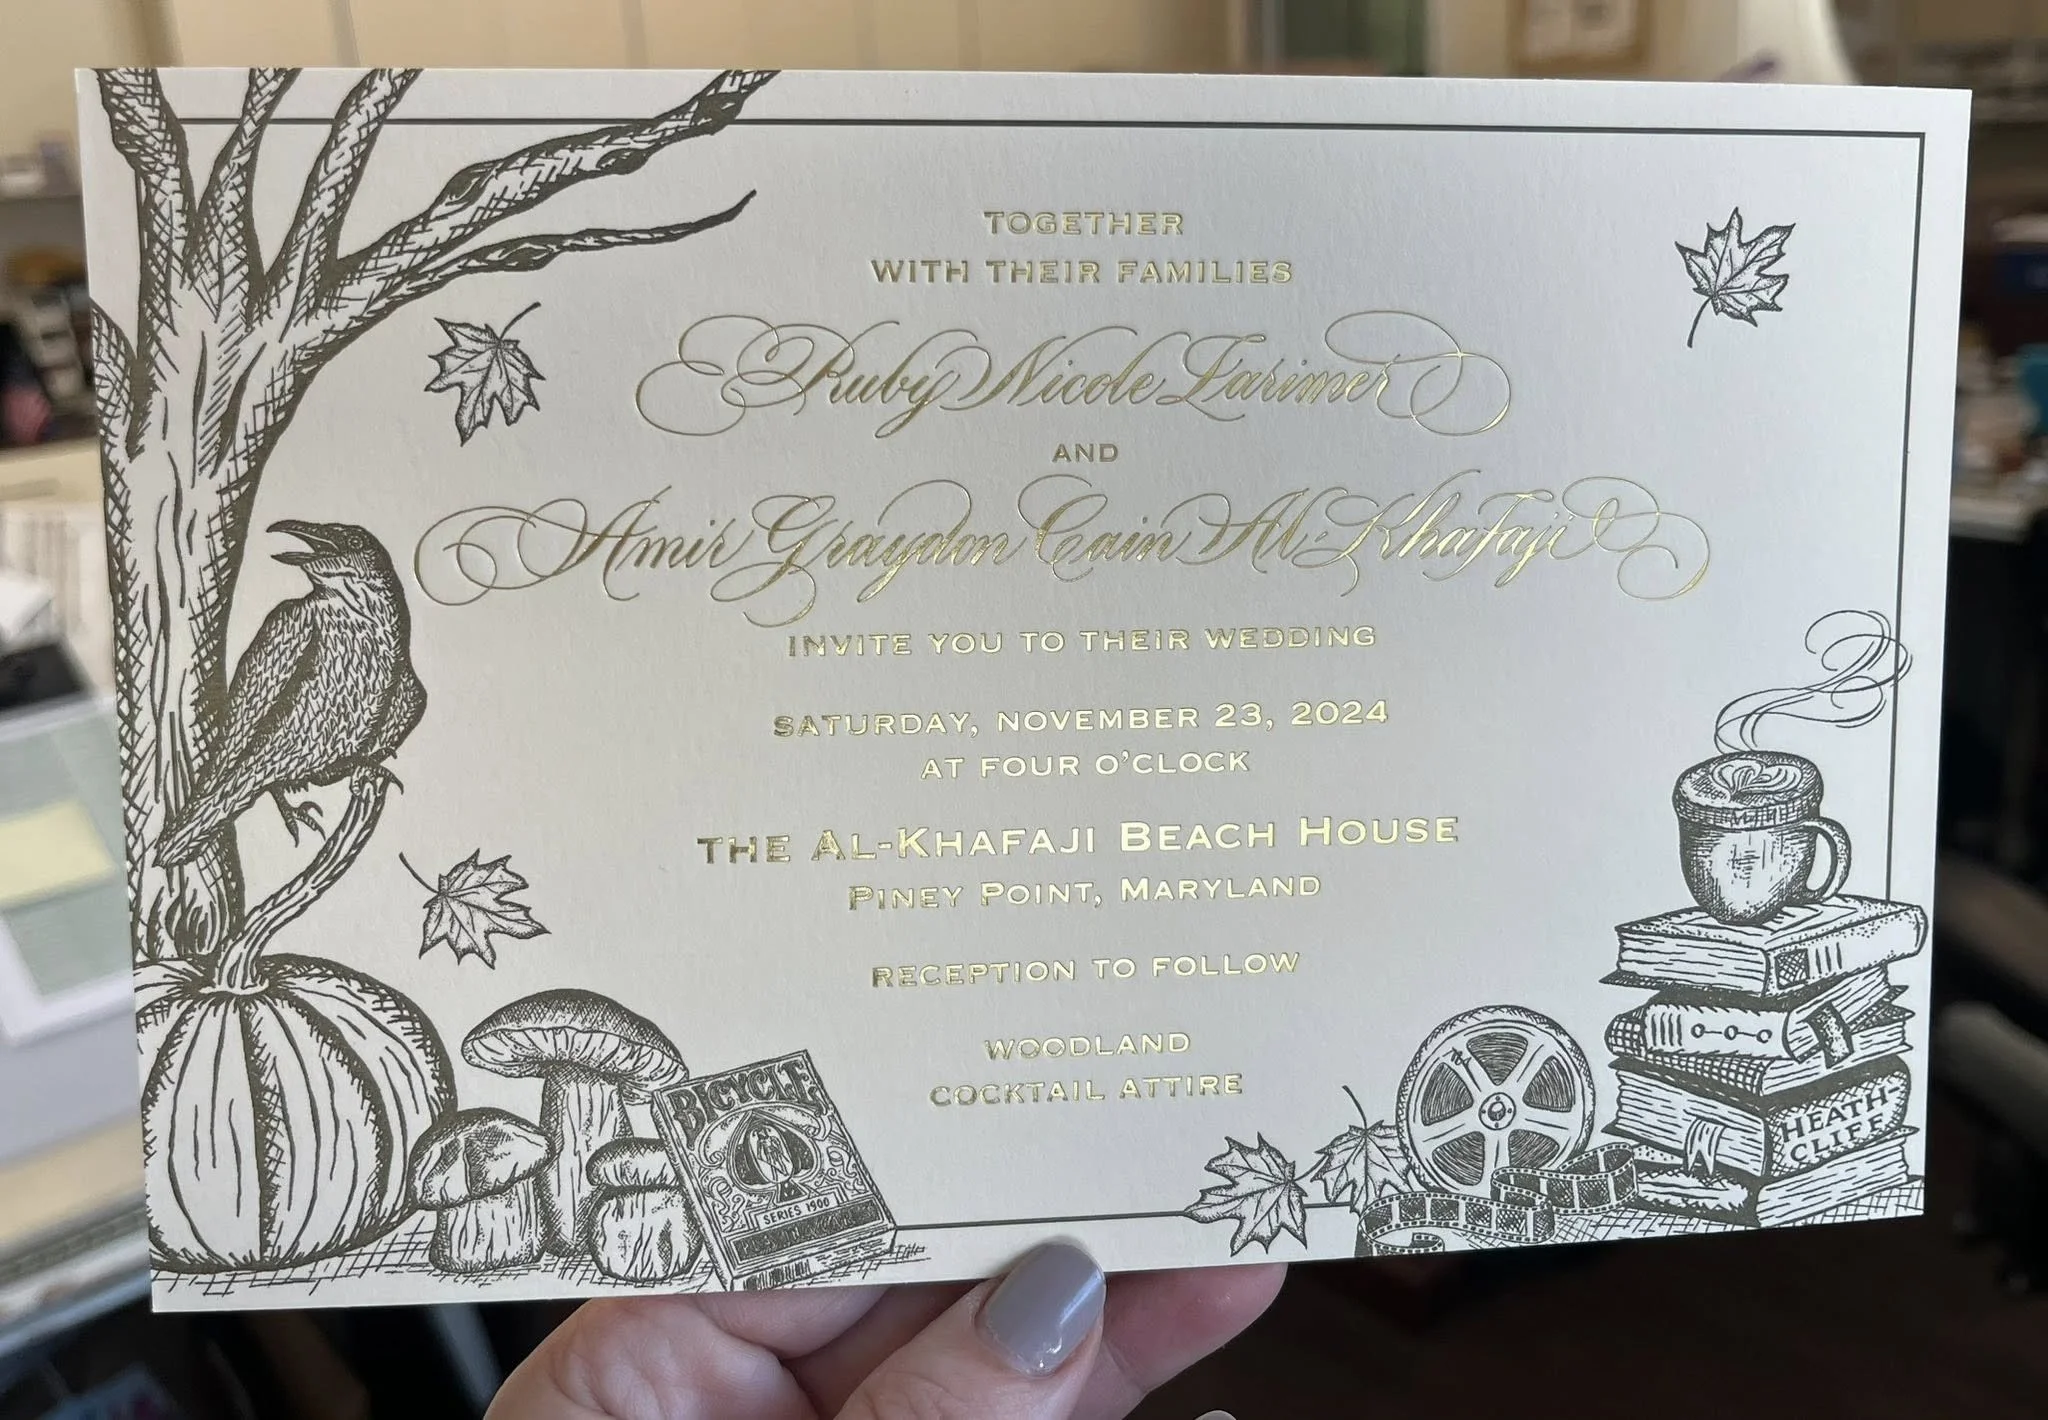 TOGETHER
WITH THEIR FAMILIES
Ruby Nicole Larimer
AND
Amir Graydon Cain Al-Khafaji
INVITE YOU TO THEIR WEDDING
SATURDAY, NOVEMBER 23, 2024
AT FOUR O'CLOCK
THE AL-KHAFAJI BEACH HOUSE
PINEY POINT, MARYLAND
RECEPTION TO FOLLOW
WOODLAND
COCKTAIL ATTIRE
BICYCLE
SERIES 1900
HEATH-
CLIFF